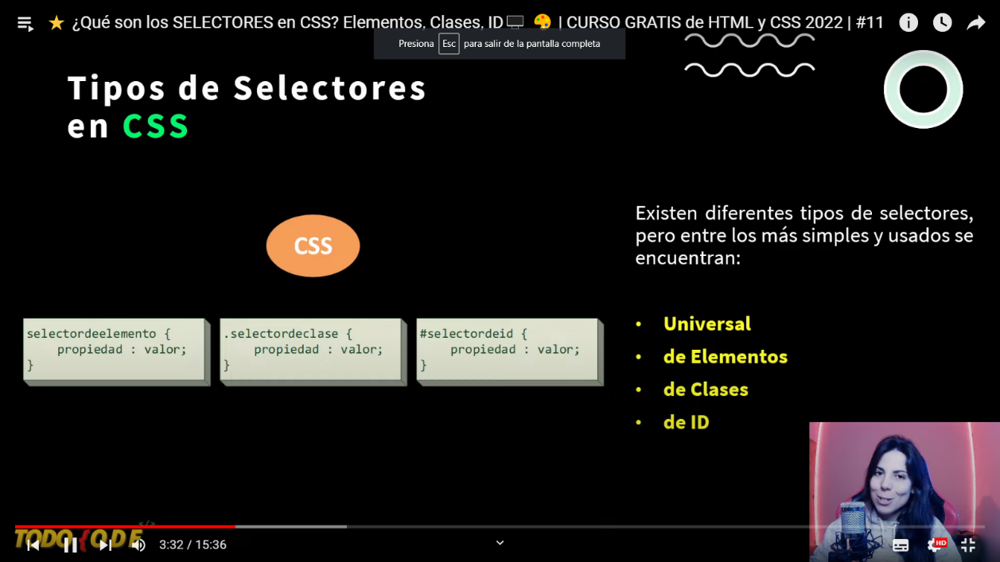 ¿Qué son los SELECTORES en CSS? Elementos, Clases, ID | CURSO GRATIS de HTML y CSS 2022 | #11
Presiona Esc para salir de la pantalla completa
Tipos de Selectores
en CSS
CSS
selectordeelemento {
propiedad : valor;
}
.selectordeclase {
propiedad : valor;
}
#selectordeid {
propiedad : valor;
}
Existen diferentes tipos de selectores,
pero entre los más simples y usados se
encuentran:
• Universal
• de Elementos
• de Clases
• de ID
</>
TODO{CODE
3:32 / 15:36
HD